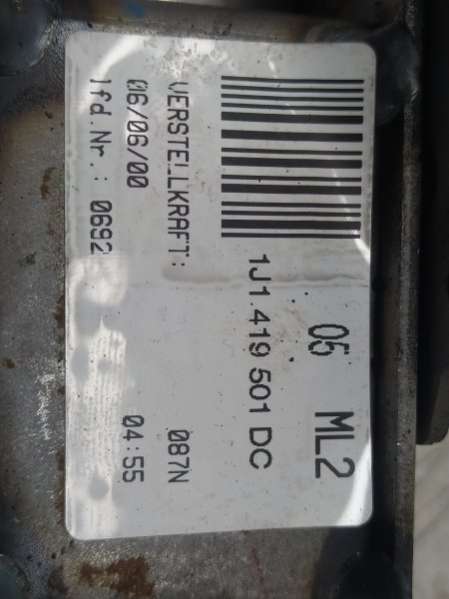 05 ML2
1J1.419 501 DC
VERSTELLKRAFT: 087N
06/06/00 04:55
lfd.Nr.: 0692